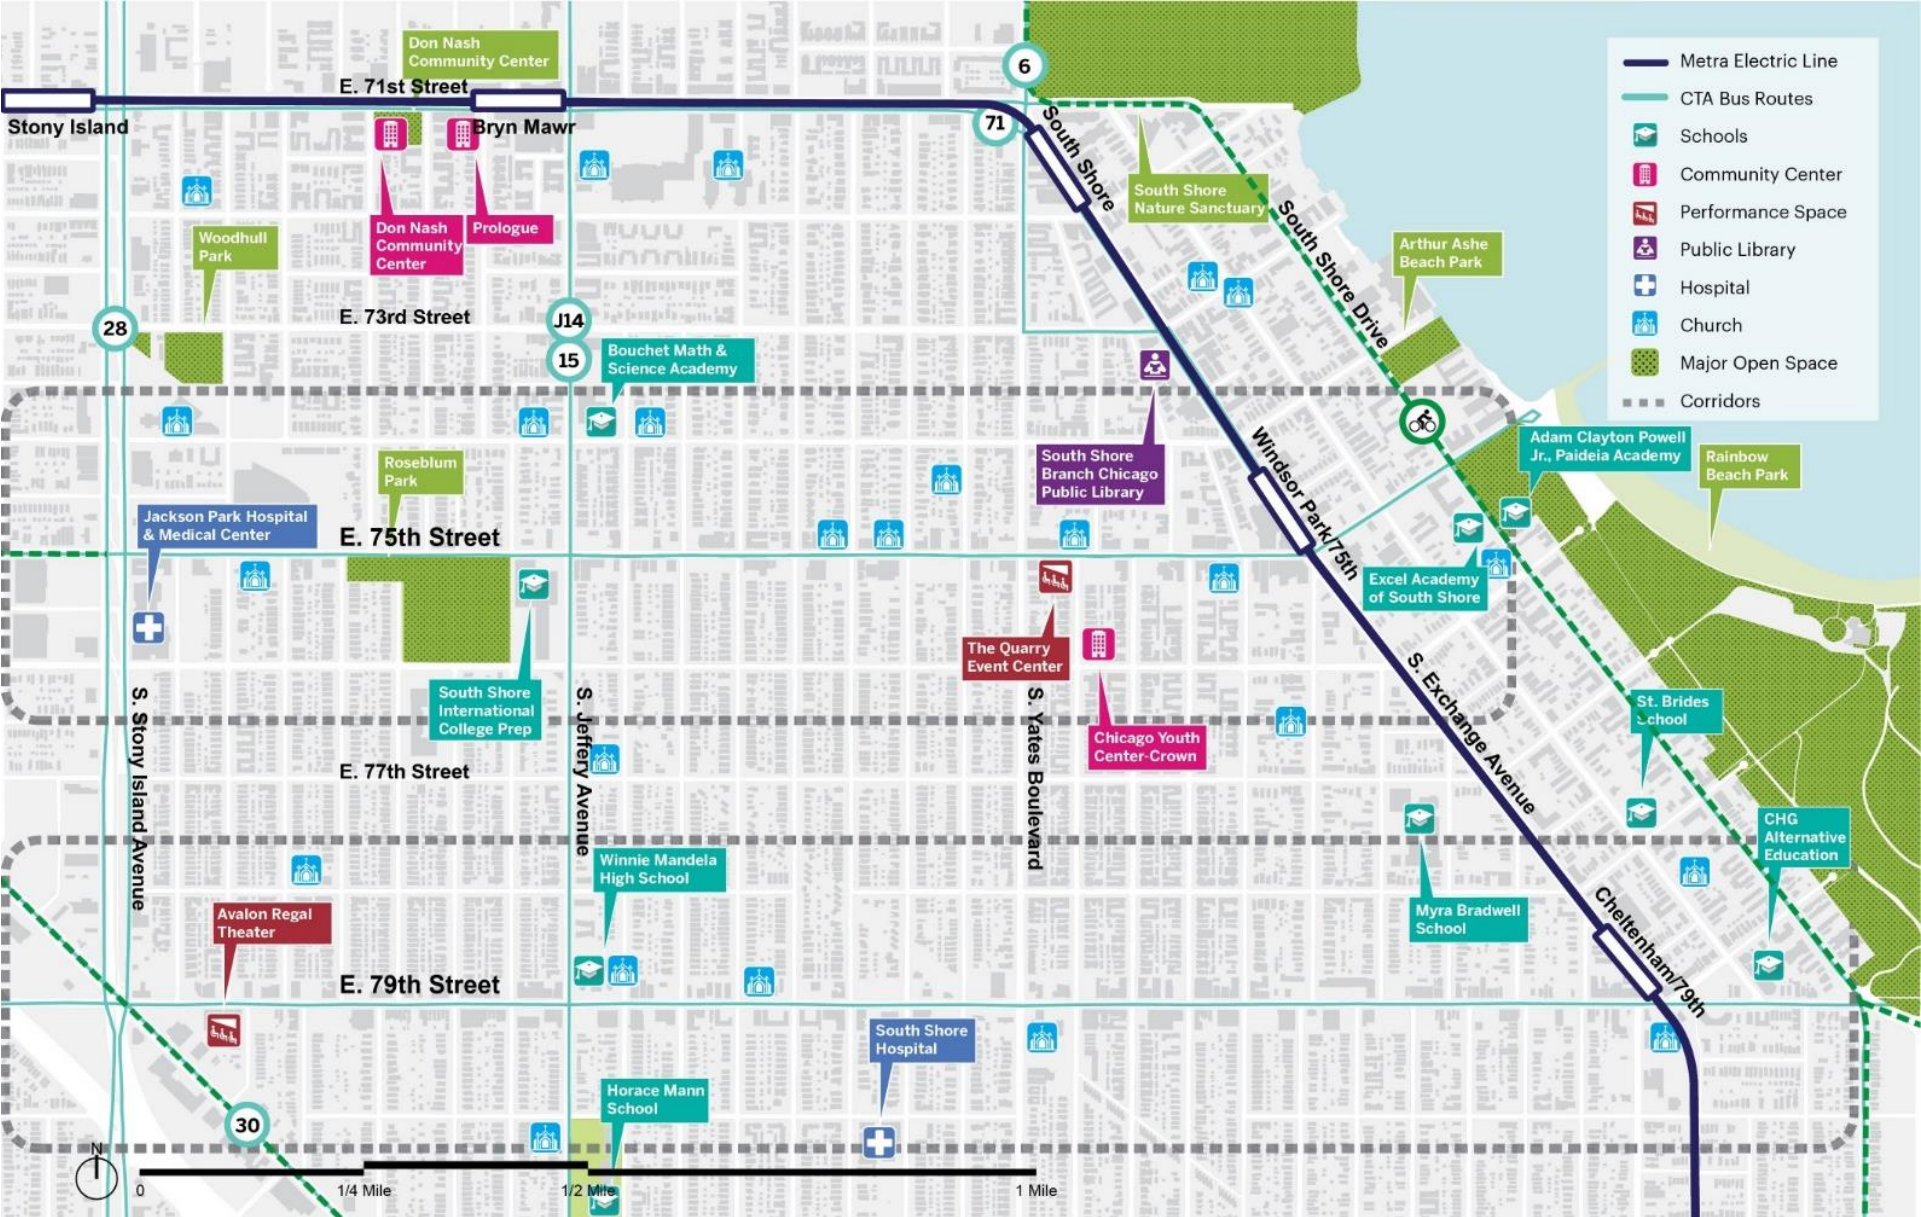 Don Nash
Community Center
E. 71st Street
Stony Island
Bryn Mawr
6
71
South Shore
South Shore
Nature Sanctuary
South Shore Drive
Arthur Ashe
Beach Park
Metra Electric Line
CTA Bus Routes
Schools
Community Center
Performance Space
Public Library
Hospital
Church
Major Open Space
Corridors
Woodhull
Park
Don Nash
Community
Center
Prologue
28
E. 73rd Street
J14
15
Bouchet Math &
Science Academy
Roseblum
Park
Jackson Park Hospital
& Medical Center
E. 75th Street
South Shore
Branch Chicago
Public Library
Windsor Park/75th
Adam Clayton Powell
Jr., Paideia Academy
Rainbow
Beach Park
Excel Academy
of South Shore
The Quarry
Event Center
South Shore
International
College Prep
S. Stony Island Avenue
S. Jeffery Avenue
S. Yates Boulevard
Chicago Youth
Center-Crown
S. Exchange Avenue
St. Brides
School
E. 77th Street
CHG
Alternative
Education
Winnie Mandela
High School
Myra Bradwell
School
Cheltenham/79th
Avalon Regal
Theater
E. 79th Street
South Shore
Hospital
Horace Mann
School
30
N
0
1/4 Mile
1/2 Mile
1 Mile